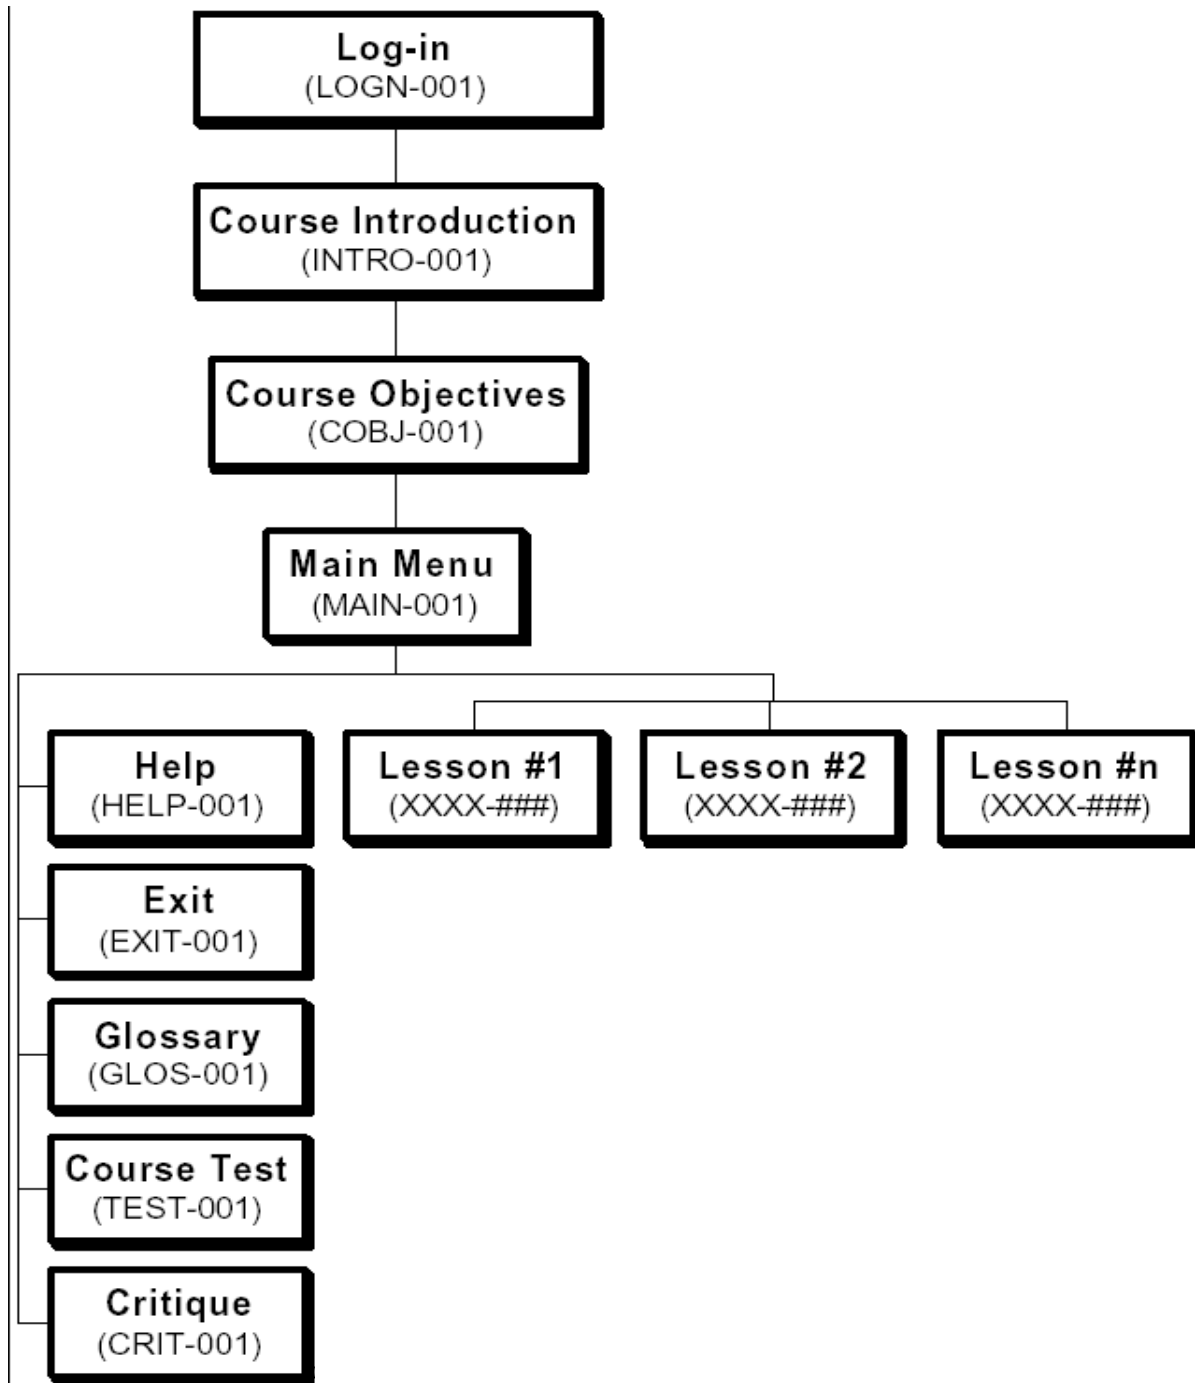 Log-in
(LOGN-001)
Course Introduction
(INTRO-001)
Course Objectives
(COBJ-001)
Main Menu
(MAIN-001)
Help
(HELP-001)
Lesson #1
(XXXX-###)
Lesson #2
(XXXX-###)
Lesson #n
(XXXX-###)
Exit
(EXIT-001)
Glossary
(GLOS-001)
Course Test
(TEST-001)
Critique
(CRIT-001)